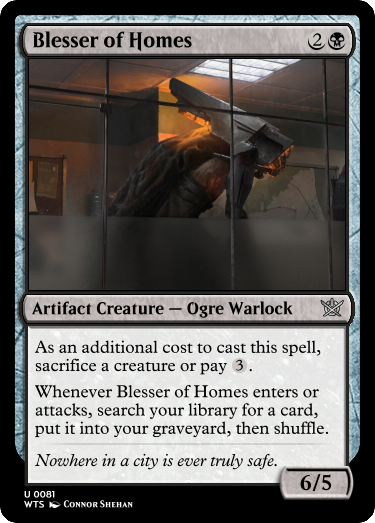 Blesser of Homes 2
Artifact Creature — Ogre Warlock
As an additional cost to cast this spell,
sacrifice a creature or pay 3.
Whenever Blesser of Homes enters or
attacks, search your library for a card,
put it into your graveyard, then shuffle.
Nowhere in a city is ever truly safe.
6/5
U 0081
WTS Connor Shehan